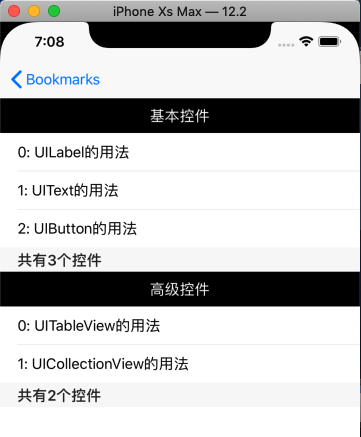 iPhone Xs Max — 12.2
7:08
Bookmarks
基本控件
0: UILabel的用法
1: UIText的用法
2: UIButton的用法
共有3个控件
高级控件
0: UITableView的用法
1: UICollectionView的用法
共有2个控件